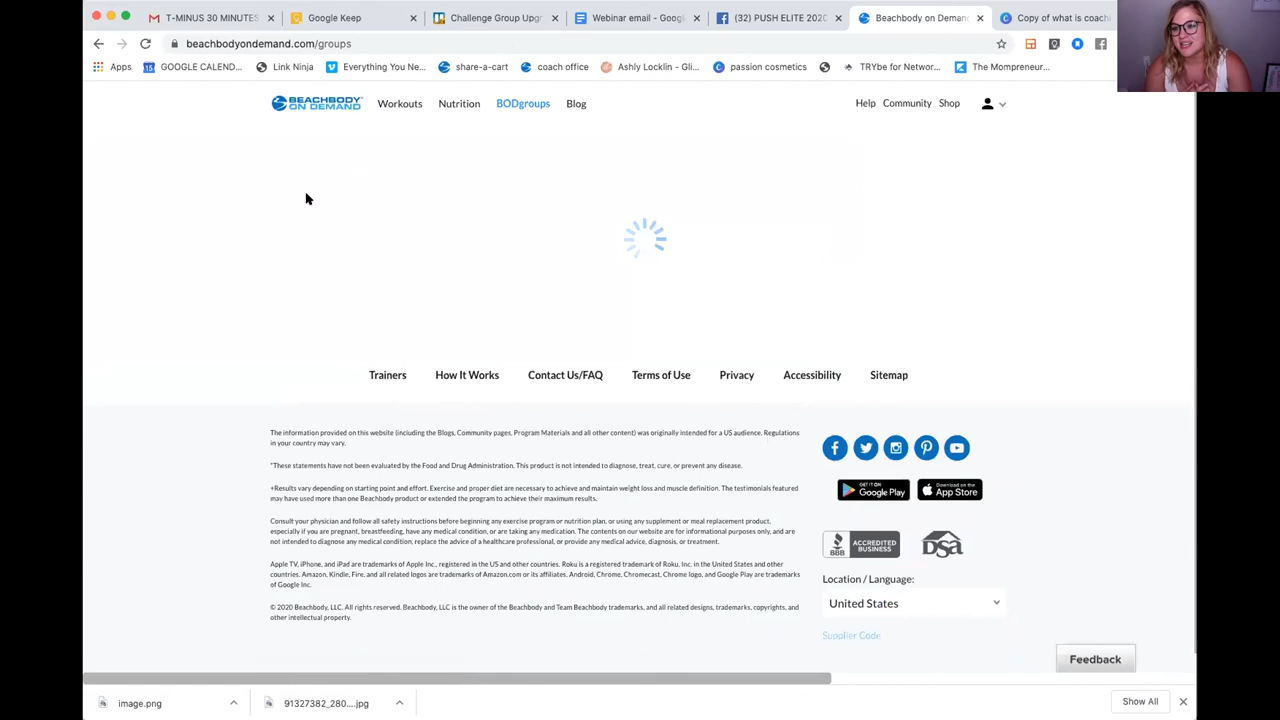 T-MINUS 30 MINUTES
Google Keep
Challenge Group Upgr
Webinar email - Googl
(32) PUSH ELITE 2020
Beachbody on Deman
Copy of what is coachi
beachbodyondemand.com/groups
Apps
GOOGLE CALEND...
Link Ninja
Everything You Ne...
share-a-cart
coach office
Ashly Locklin - Gli...
passion cosmetics
TRYbe for Networ...
The Mompreneur...
BEACHBODY
ON DEMAND
Workouts
Nutrition
BODgroups
Blog
Help
Community
Shop
Trainers
How It Works
Contact Us/FAQ
Terms of Use
Privacy
Accessibility
Sitemap
The information provided on this website (including the Blogs, Community pages, Program Materials and all other content) was originally intended for a US audience. Regulations
in your country may vary.
*These statements have not been evaluated by the Food and Drug Administration. This product is not intended to diagnose, treat, cure, or prevent any disease.
+Results vary depending on starting point and effort. Exercise and proper diet are necessary to achieve and maintain weight loss and muscle definition. The testimonials featured
may have used more than one Beachbody product or extended the program to achieve their maximum results.
Consult your physician and follow all safety instructions before beginning any exercise program or nutrition plan, or using any supplement or meal replacement product,
especially if you are pregnant, breastfeeding, have any medical condition, or are taking any medication. The contents on our website are for informational purposes only, and are
not intended to diagnose any medical condition, replace the advice of a healthcare professional, or provide any medical advice, diagnosis, or treatment.
Apple TV, iPhone, and iPad are trademarks of Apple Inc., registered in the US and other countries. Roku is a registered trademark of Roku, Inc. in the United States and other
countries. Amazon, Kindle, Fire, and all related logos are trademarks of Amazon.com or its affiliates. Android, Chrome, Chromecast, Chrome logo, and Google Play are trademarks
of Google Inc.
© 2020 Beachbody, LLC. All rights reserved. Beachbody, LLC is the owner of the Beachbody and Team Beachbody trademarks, and all related designs, trademarks, copyrights, and
other intellectual property.
GET IT ON
Google Play
Download on the
App Store
BBB
ACCREDITED
BUSINESS
DSA
Location / Language:
United States
Supplier Code
Feedback
image.png
91327382_280....jpg
Show All